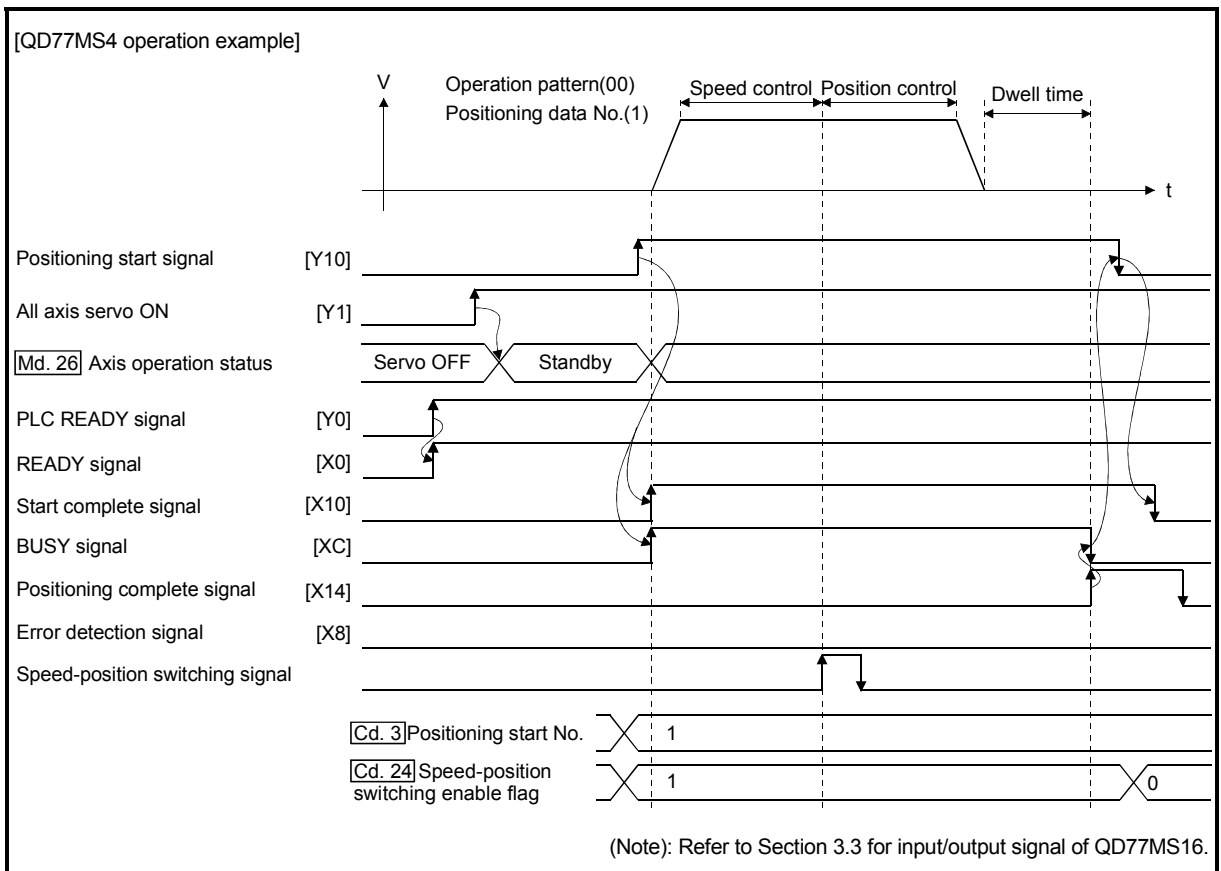 [QD77MS4 operation example]
V
Operation pattern(00)
Positioning data No.(1)
Speed control Position control
Dwell time
t
Positioning start signal [Y10]
All axis servo ON [Y1]
Md. 26 Axis operation status Servo OFF Standby
PLC READY signal [Y0]
READY signal [X0]
Start complete signal [X10]
BUSY signal [XC]
Positioning complete signal [X14]
Error detection signal [X8]
Speed-position switching signal
Cd. 3 Positioning start No. 1
Cd. 24 Speed-position
switching enable flag 1 0
(Note): Refer to Section 3.3 for input/output signal of QD77MS16.